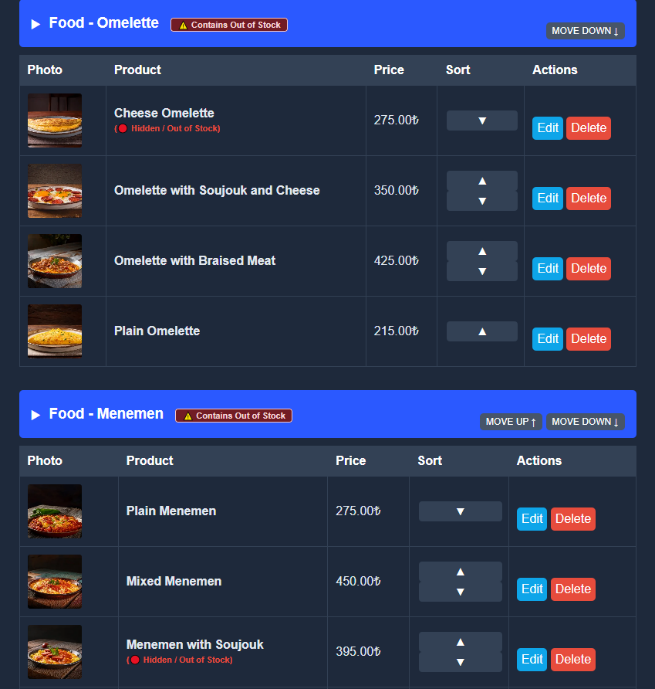 ▶ Food - Omelette ⚠ Contains Out of Stock
MOVE DOWN ↓
Photo Product Price Sort Actions
Cheese Omelette
(🔴 Hidden / Out of Stock)
275.00₺ ▼ Edit Delete
Omelette with Soujouk and Cheese 350.00₺ ▲ ▼ Edit Delete
Omelette with Braised Meat 425.00₺ ▲ ▼ Edit Delete
Plain Omelette 215.00₺ ▲ Edit Delete
▶ Food - Menemen ⚠ Contains Out of Stock
MOVE UP ↑ MOVE DOWN ↓
Photo Product Price Sort Actions
Plain Menemen 275.00₺ ▼ Edit Delete
Mixed Menemen 450.00₺ ▲ ▼ Edit Delete
Menemen with Soujouk
(🔴 Hidden / Out of Stock)
395.00₺ ▲ ▼ Edit Delete